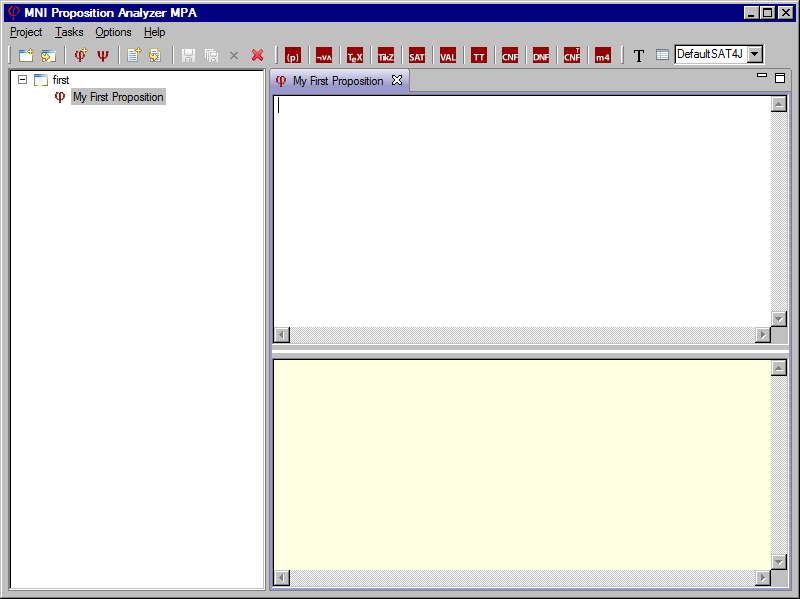 MNI Proposition Analyzer MPA
Project Tasks Options Help
φ ψ (p) ¬∨∧ TeX TikZ SAT VAL TT CNF DNF CNF T m4 T DefaultSAT4J
first
φ My First Proposition
φ My First Proposition